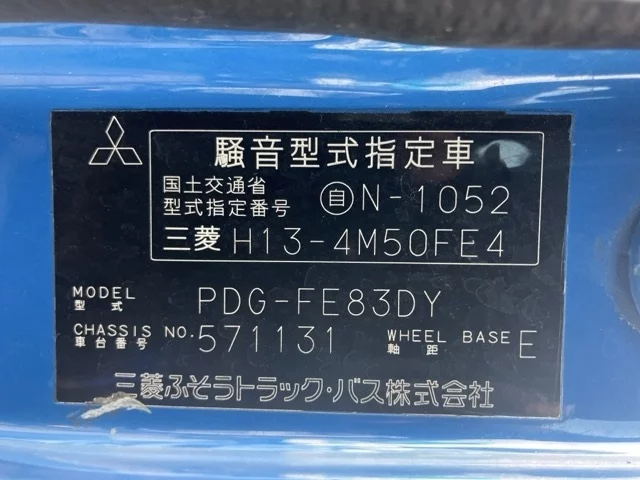 騒音型式指定車
国土交通省
型式指定番号 自N-1052
三菱 H13-4M50FE4
MODEL
型式 PDG-FE83DY
CHASSIS NO.
車台番号 571131 WHEEL BASE
軸距 E
三菱ふそうトラック・バス株式会社